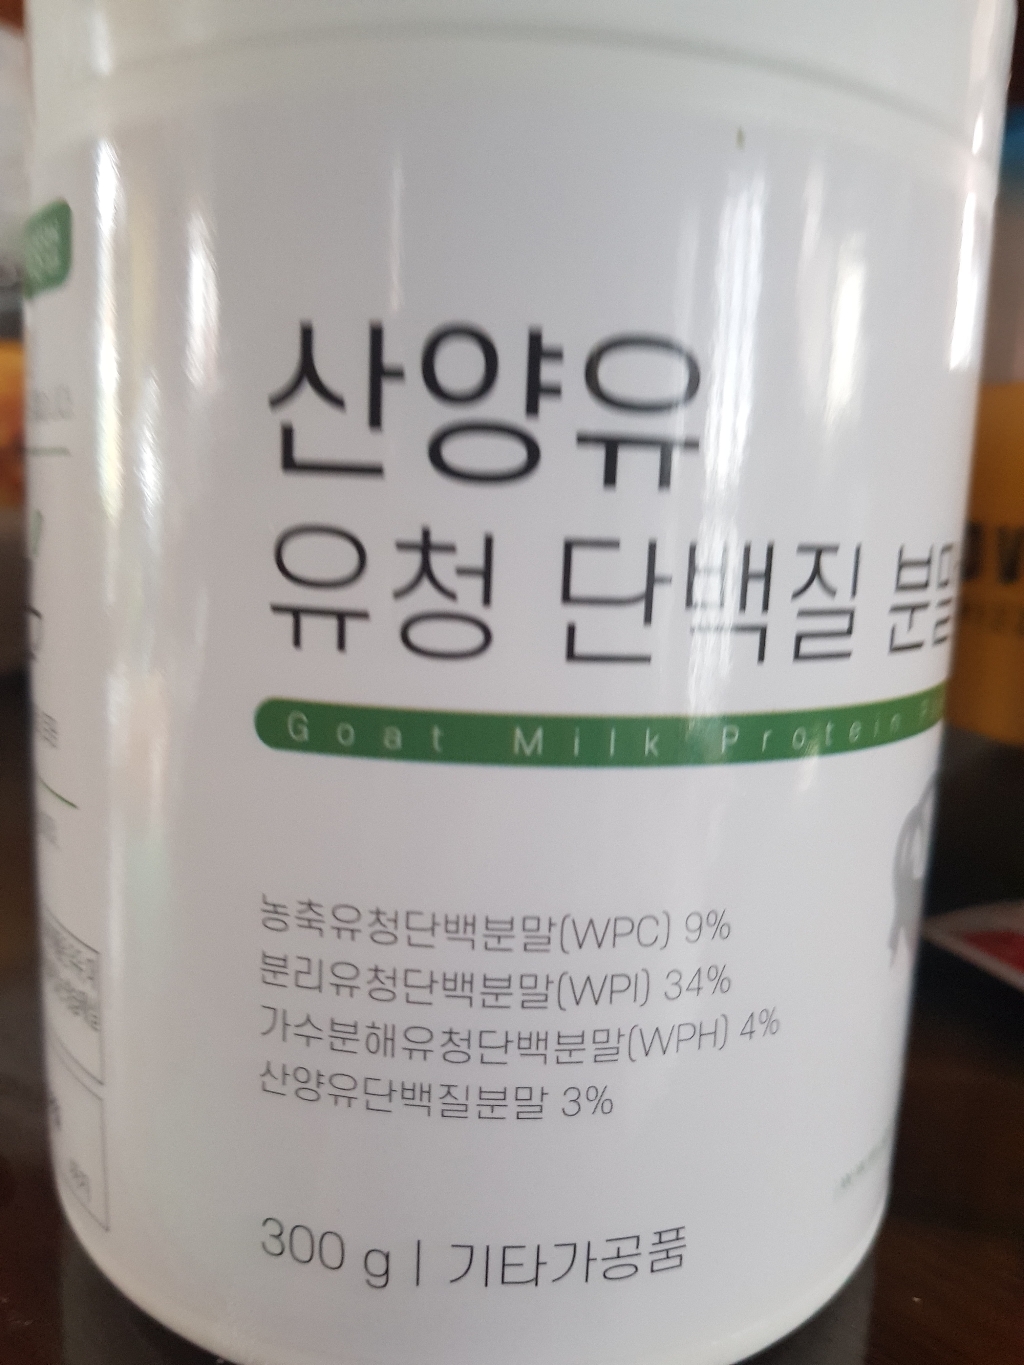 산양유
유청 단백질 분말
Goat Milk Protein
농축유청단백분말(WPC) 9%
분리유청단백분말(WPI) 34%
가수분해유청단백분말(WPH) 4%
산양유단백질분말 3%
300 g | 기타가공품